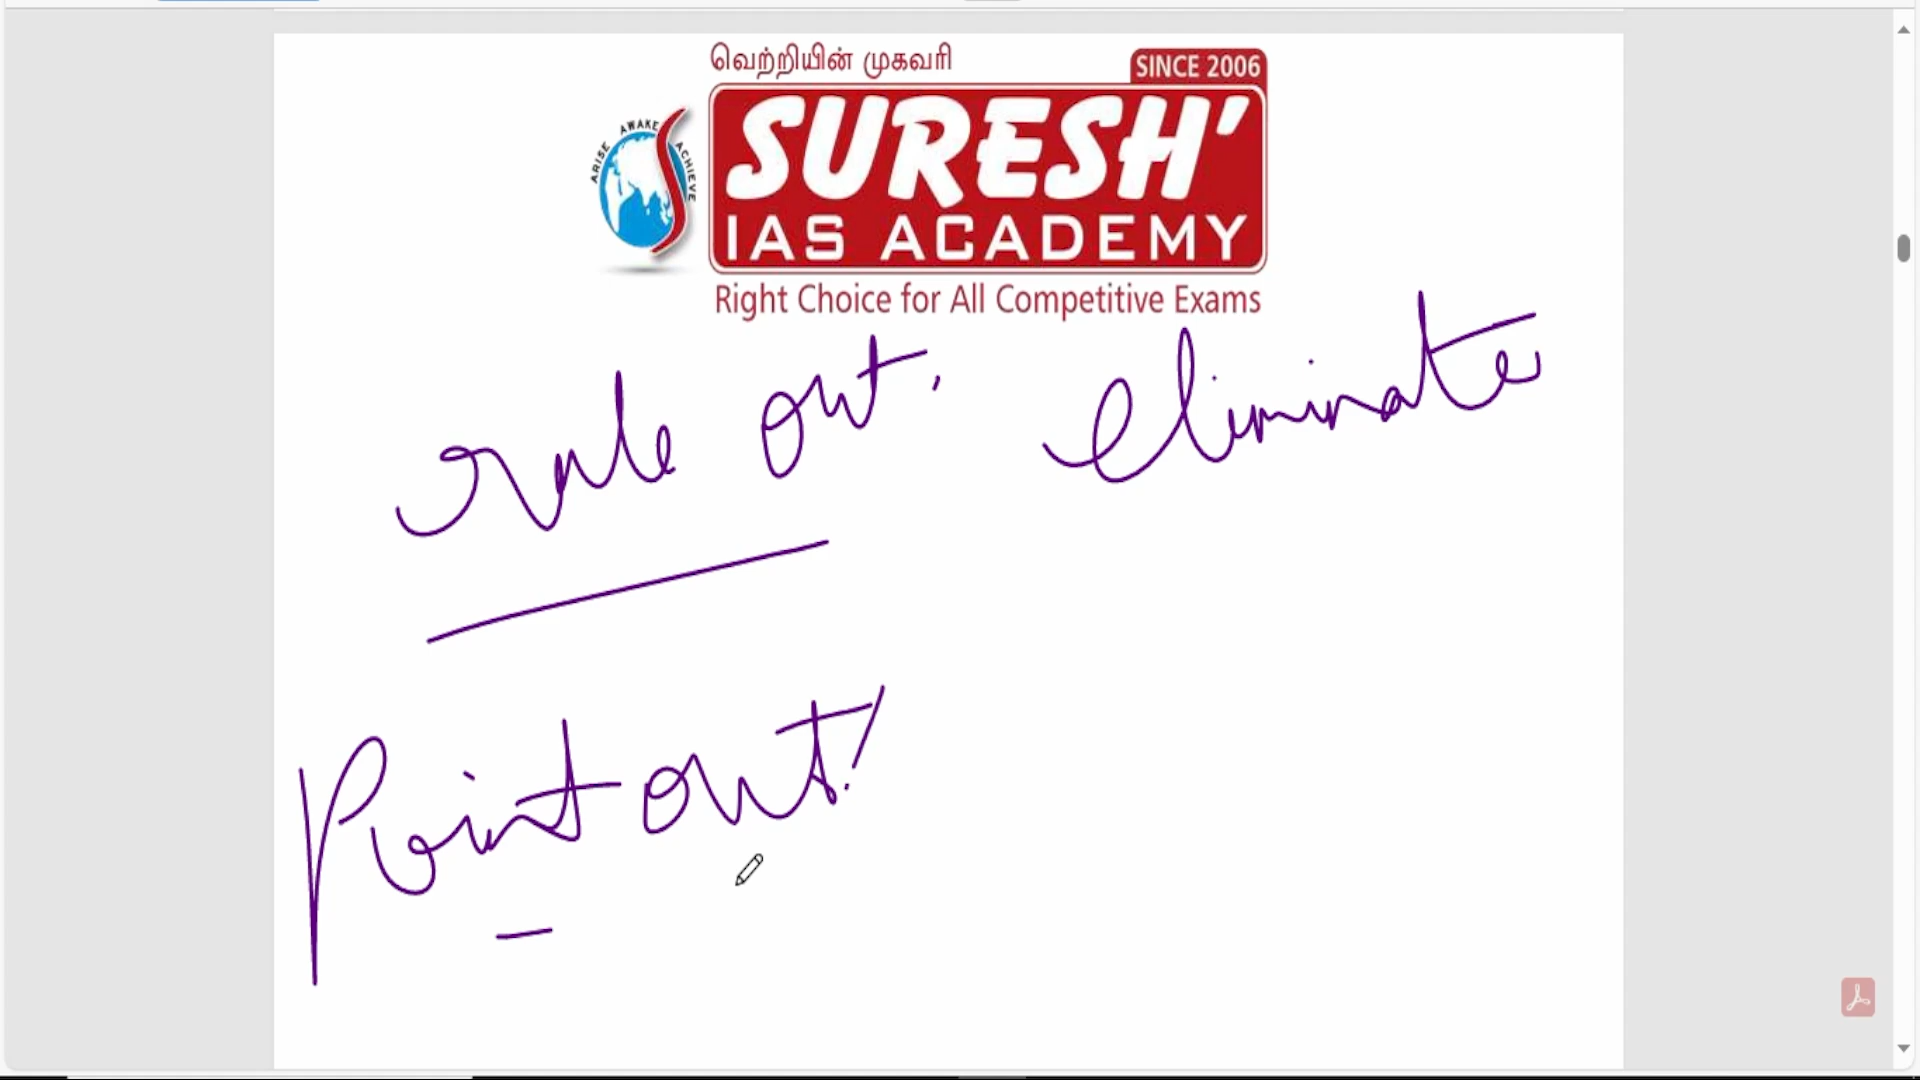 வெற்றியின் முகவரி
SINCE 2006
ARISE AWAKE ACHIEVE
SURESH'
IAS ACADEMY
Right Choice for All Competitive Exams
rule out, eliminate
Point out!